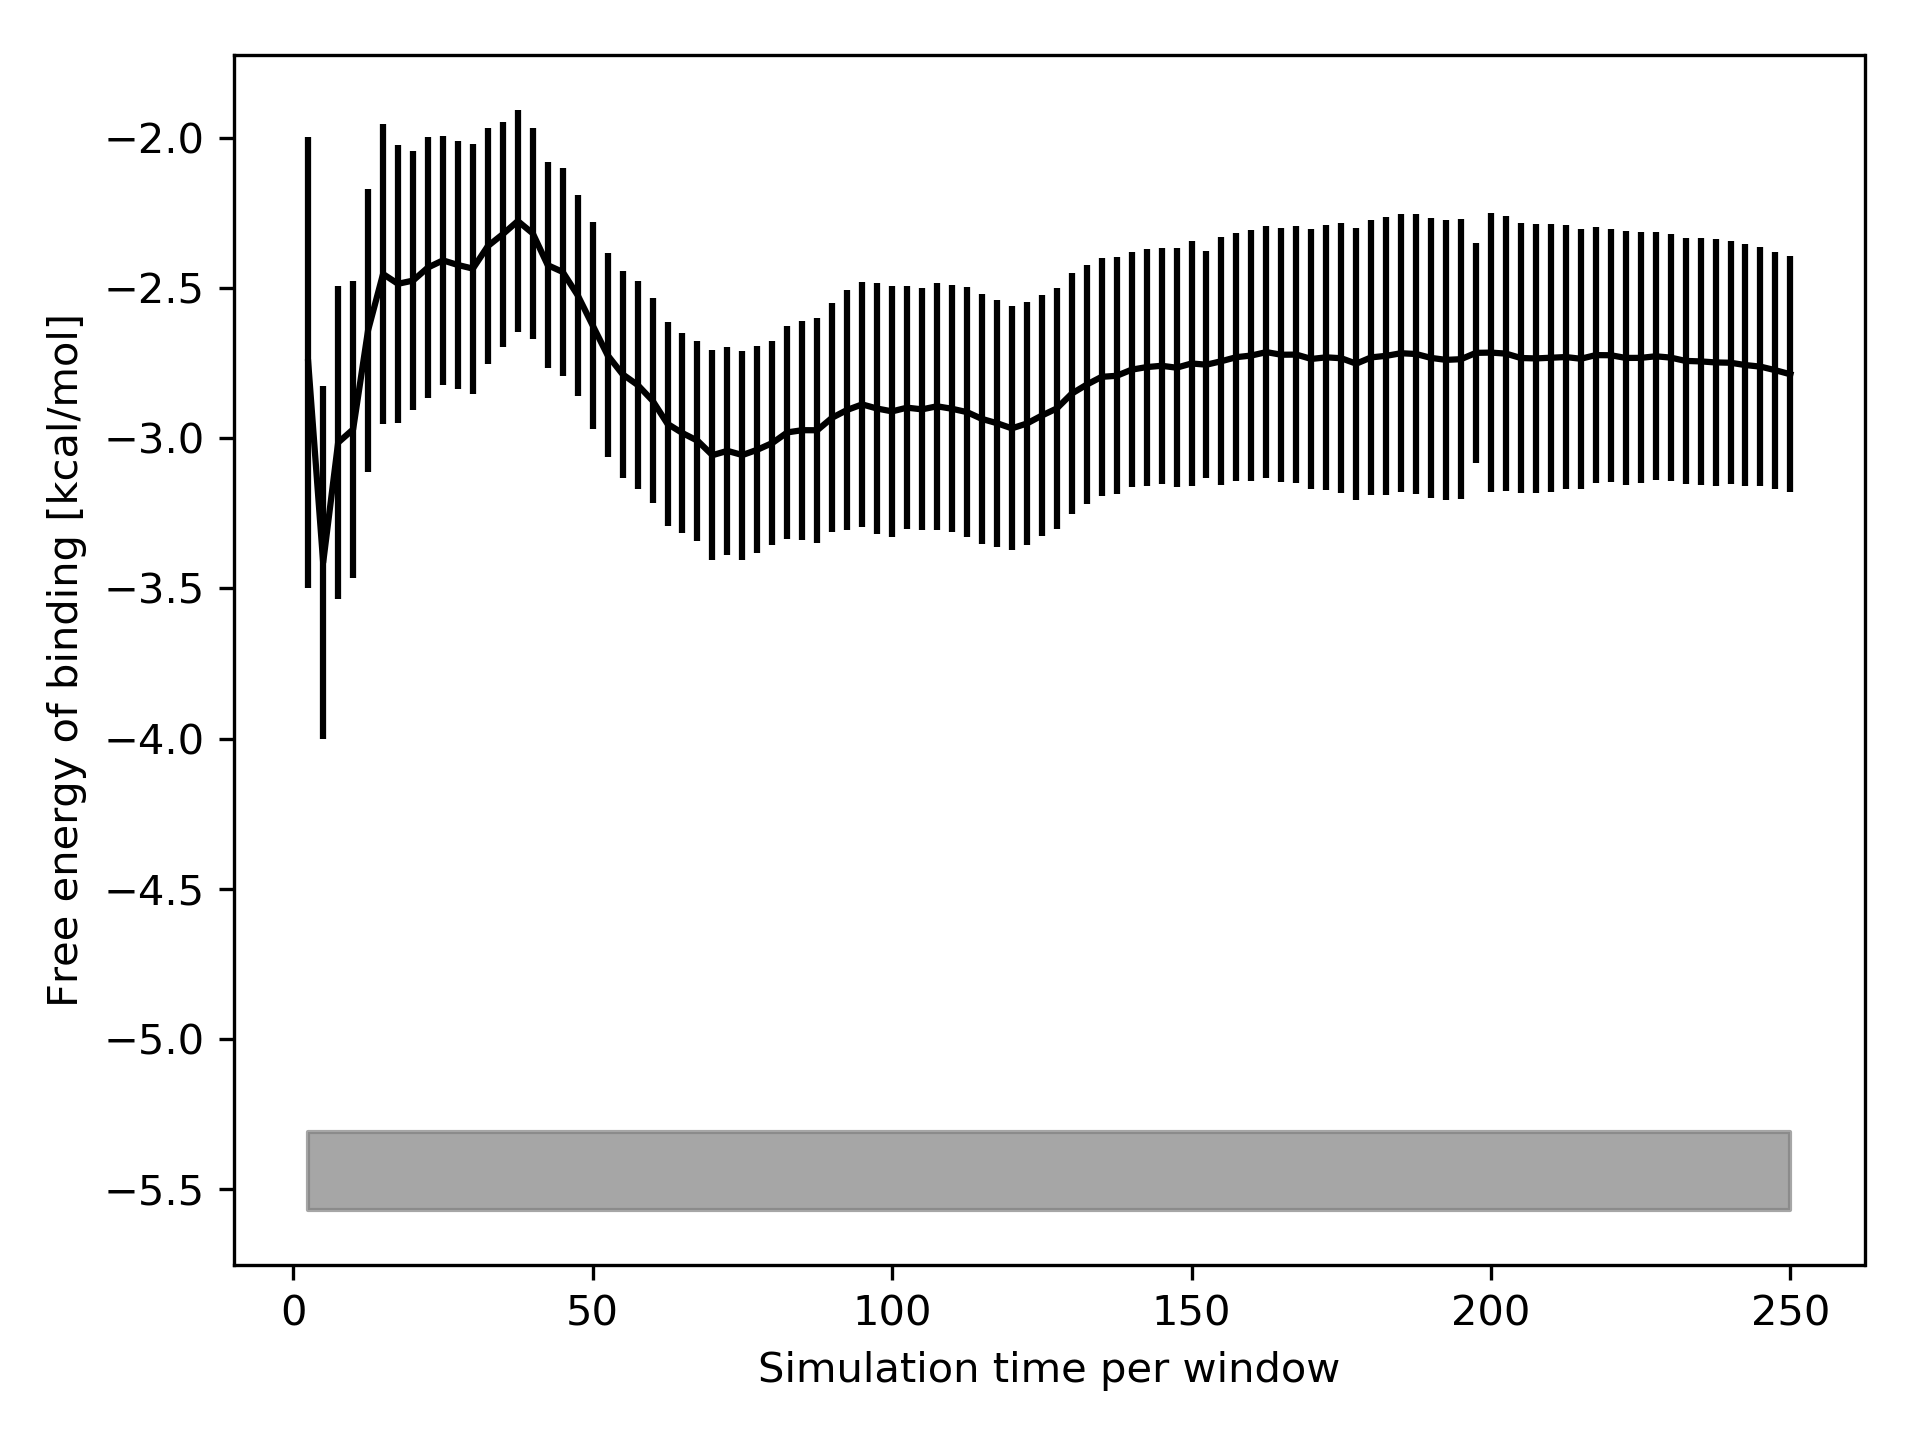 Free energy of binding [kcal/mol]
−2.0
−2.5
−3.0
−3.5
−4.0
−4.5
−5.0
−5.5
0 50 100 150 200 250
Simulation time per window